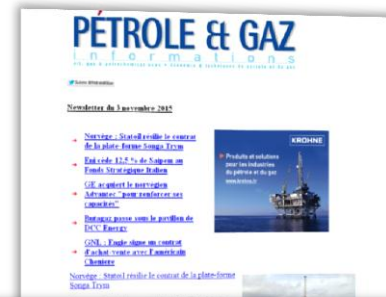 PÉTROLE & GAZ
informations
Newsletter du 3 novembre 2015
Norvège : Statoil résilie le contrat
de la plate-forme Songa Trym
Eni cède 12,5 % de Saipem au
Fonds Stratégique Italien
GE acquiert le norvégien
Advantec "pour renforcer ses
capacités"
Butagaz passe sous le pavillon de
DCC Energy
GNL : Engie signe un contrat
d'achat-vente avec l'américain
Cheniere
KROHNE
Produits et solutions
pour les industries
du pétrole et du gaz
www.krohne.fr
Norvège : Statoil résilie le contrat de la plate-forme
Songa Trym